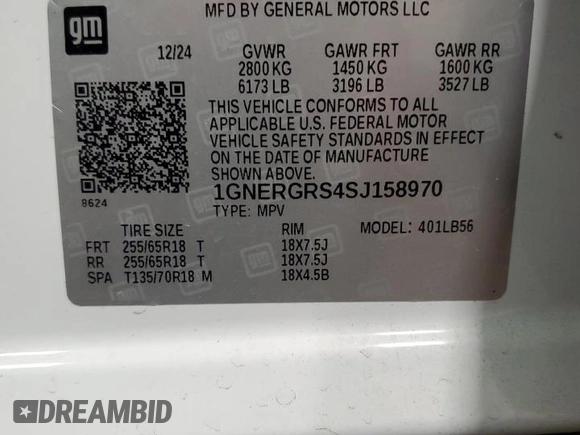 MFD BY GENERAL MOTORS LLC
gm
12/24 GVWR GAWR FRT GAWR RR
2800 KG 1450 KG 1600 KG
6173 LB 3196 LB 3527 LB
THIS VEHICLE CONFORMS TO ALL
APPLICABLE U.S. FEDERAL MOTOR
VEHICLE SAFETY STANDARDS IN EFFECT
ON THE DATE OF MANUFACTURE
SHOWN ABOVE.
8624
1GNERGRS4SJ158970
TYPE: MPV
TIRE SIZE RIM MODEL: 401LB56
FRT 255/65R18 T 18X7.5J
RR 255/65R18 T 18X7.5J
SPA T135/70R18 M 18X4.5B
DREAMBID